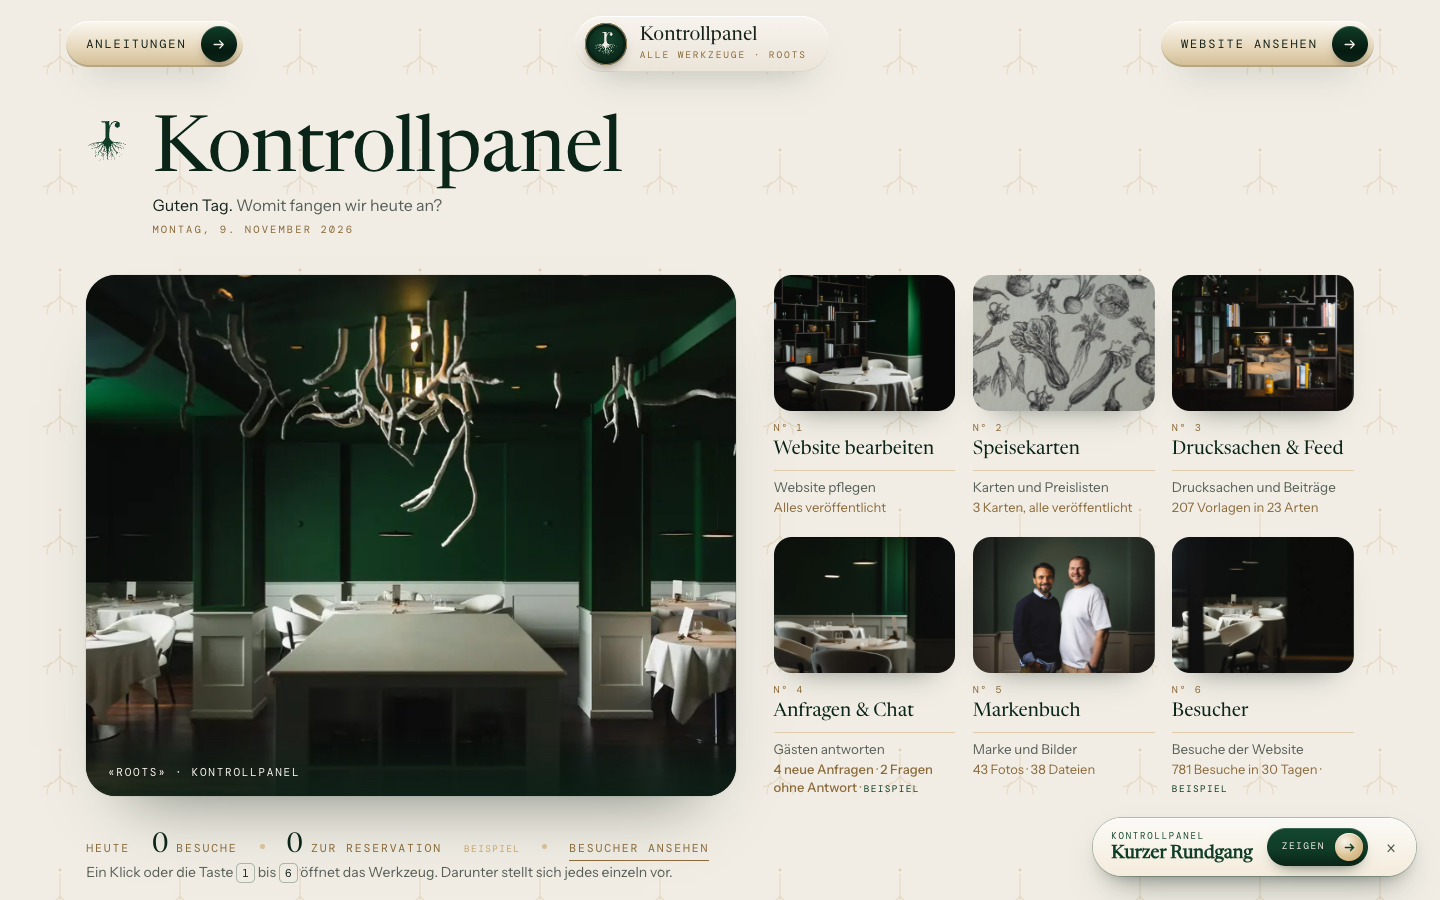 ANLEITUNGEN
Kontrollpanel
ALLE WERKZEUGE · ROOTS
WEBSITE ANSEHEN
r
Kontrollpanel
Guten Tag. Womit fangen wir heute an?
MONTAG, 9. NOVEMBER 2026
«ROOTS» · KONTROLLPANEL
N° 1
Website bearbeiten
Website pflegen
Alles veröffentlicht
N° 2
Speisekarten
Karten und Preislisten
3 Karten, alle veröffentlicht
N° 3
Drucksachen & Feed
Drucksachen und Beiträge
207 Vorlagen in 23 Arten
N° 4
Anfragen & Chat
Gästen antworten
4 neue Anfragen · 2 Fragen
ohne Antwort · BEISPIEL
N° 5
Markenbuch
Marke und Bilder
43 Fotos · 38 Dateien
N° 6
Besucher
Besuche der Website
781 Besuche in 30 Tagen ·
BEISPIEL
HEUTE 0 BESUCHE • 0 ZUR RESERVATION BEISPIEL • BESUCHER ANSEHEN
Ein Klick oder die Taste 1 bis 6 öffnet das Werkzeug. Darunter stellt sich jedes einzeln vor.
KONTROLLPANEL
Kurzer Rundgang
ZEIGEN
×